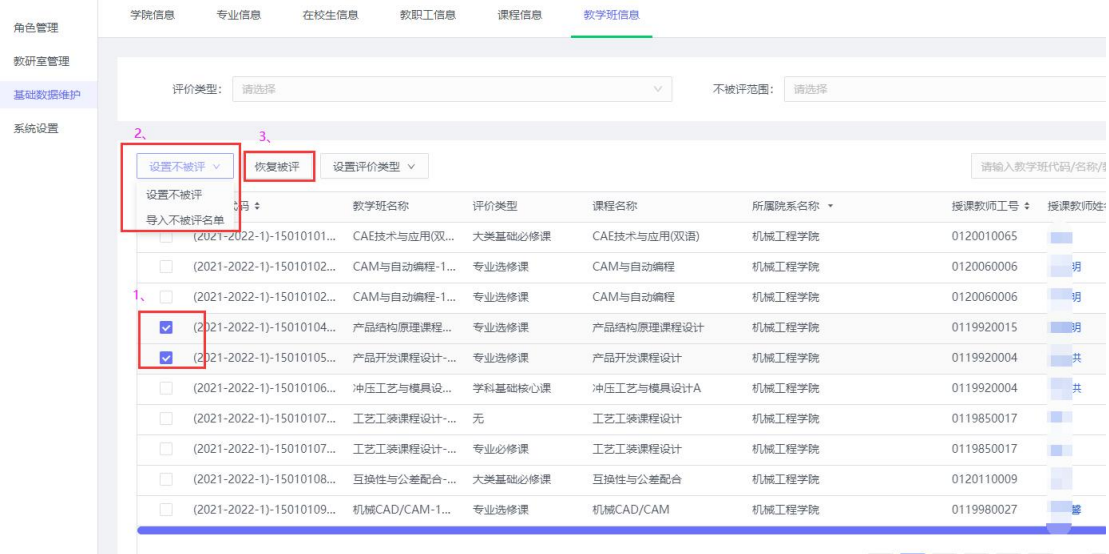 学院信息 专业信息 在校生信息 教职工信息 课程信息 教学班信息
角色管理
教研室管理
基础数据维护
系统设置
评价类型: 请选择 不被评范围: 请选择
2、 3、
设置不被评 恢复被评 设置评价类型 请输入教学班代码/名称/
设置不被评
导入不被评名单
代码 教学班名称 评价类型 课程名称 所属院系名称 授课教师工号 授课教师姓
(2021-2022-1)-15010101... CAE技术与应用(双... 大类基础必修课 CAE技术与应用(双语) 机械工程学院 0120010065
(2021-2022-1)-15010102... CAM与自动编程-1... 专业选修课 CAM与自动编程 机械工程学院 0120060006 明
1、 (2021-2022-1)-15010102... CAM与自动编程-1... 专业选修课 CAM与自动编程 机械工程学院 0120060006 明
(2021-2022-1)-15010104... 产品结构原理课程... 专业选修课 产品结构原理课程设计 机械工程学院 0119920015 明
(2021-2022-1)-15010105... 产品开发课程设计-... 专业选修课 产品开发课程设计 机械工程学院 0119920004 共
(2021-2022-1)-15010106... 冲压工艺与模具设... 学科基础核心课 冲压工艺与模具设计A 机械工程学院 0119920004 共
(2021-2022-1)-15010107... 工艺工装课程设计-... 无 工艺工装课程设计 机械工程学院 0119850017
(2021-2022-1)-15010107... 工艺工装课程设计-... 专业必修课 工艺工装课程设计 机械工程学院 0119850017
(2021-2022-1)-15010108... 互换性与公差配合-... 大类基础必修课 互换性与公差配合 机械工程学院 0120110009
(2021-2022-1)-15010109... 机械CAD/CAM-1... 专业选修课 机械CAD/CAM 机械工程学院 0119980027